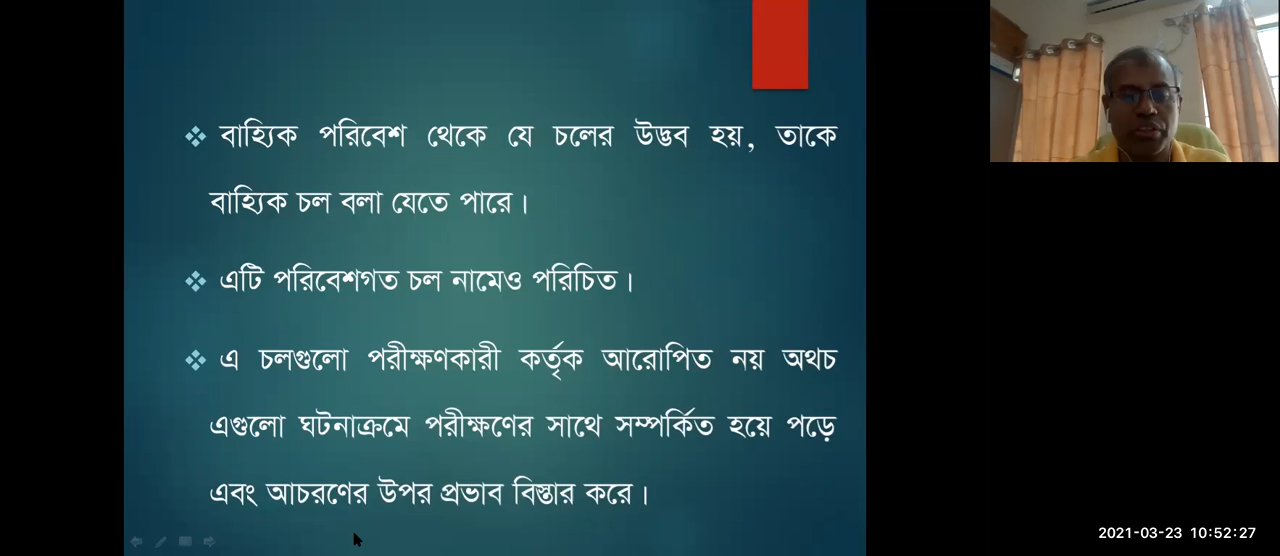 ❖ বাহ্যিক পরিবেশ থেকে যে চলের উদ্ভব হয়, তাকে
বাহ্যিক চল বলা যেতে পারে।
❖ এটি পরিবেশগত চল নামেও পরিচিত।
❖ এ চলগুলো পরীক্ষণকারী কর্তৃক আরোপিত নয় অথচ
এগুলো ঘটনাক্রমে পরীক্ষণের সাথে সম্পর্কিত হয়ে পড়ে
এবং আচরণের উপর প্রভাব বিস্তার করে।
2021-03-23 10:52:27